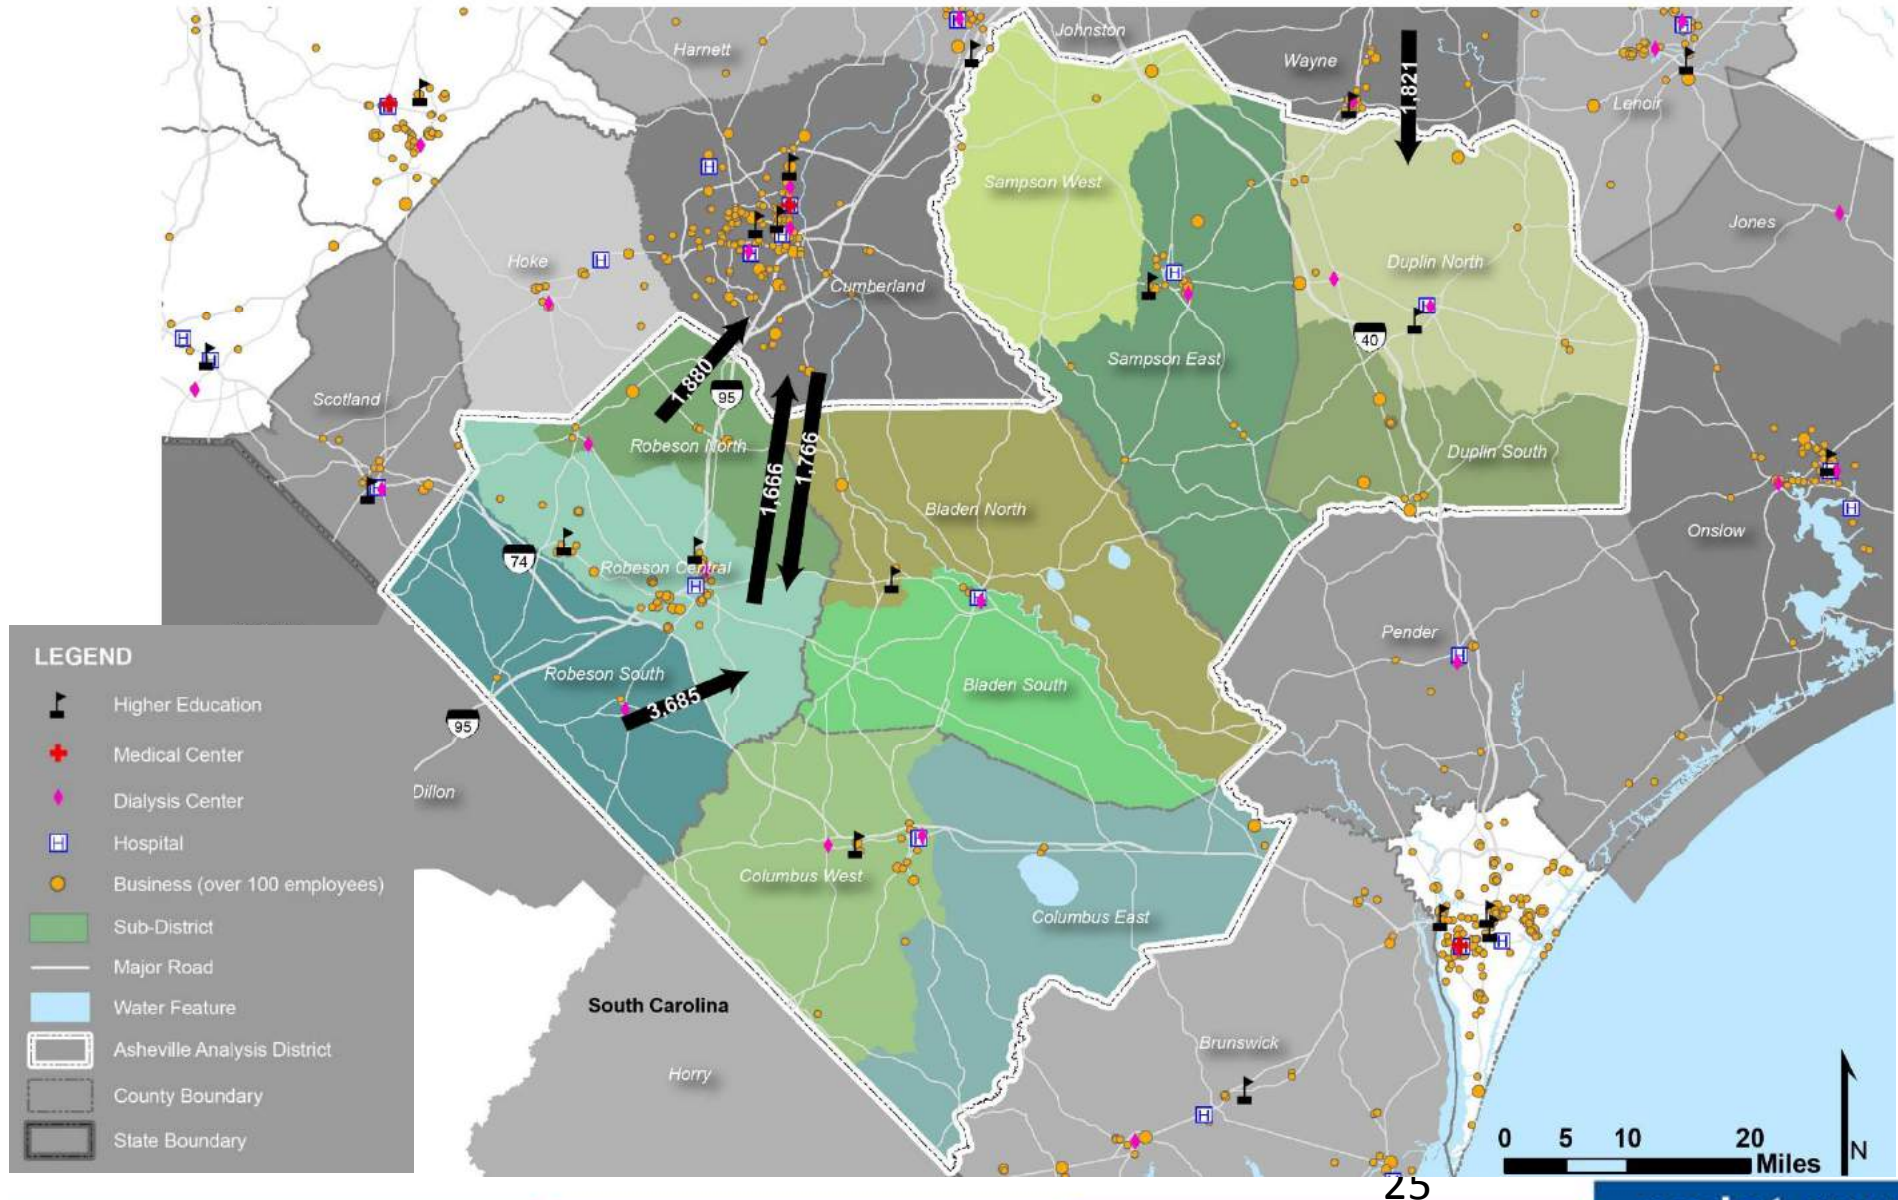 Johnston
Harnett
Wayne
1,821
Lenoir
Sampson West
Jones
Hoke
Duplin North
Cumberland
40
Sampson East
1,880
95
Scotland
Robeson North
1,666
1,766
Duplin South
Bladen North
Onslow
74
Robeson Central
Pender
Robeson South
Bladen South
3,685
95
Dillon
Columbus West
Columbus East
South Carolina
Brunswick
Horry
LEGEND
Higher Education
Medical Center
Dialysis Center
H Hospital
Business (over 100 employees)
Sub-District
Major Road
Water Feature
Asheville Analysis District
County Boundary
State Boundary
0 5 10 20
Miles
N
25